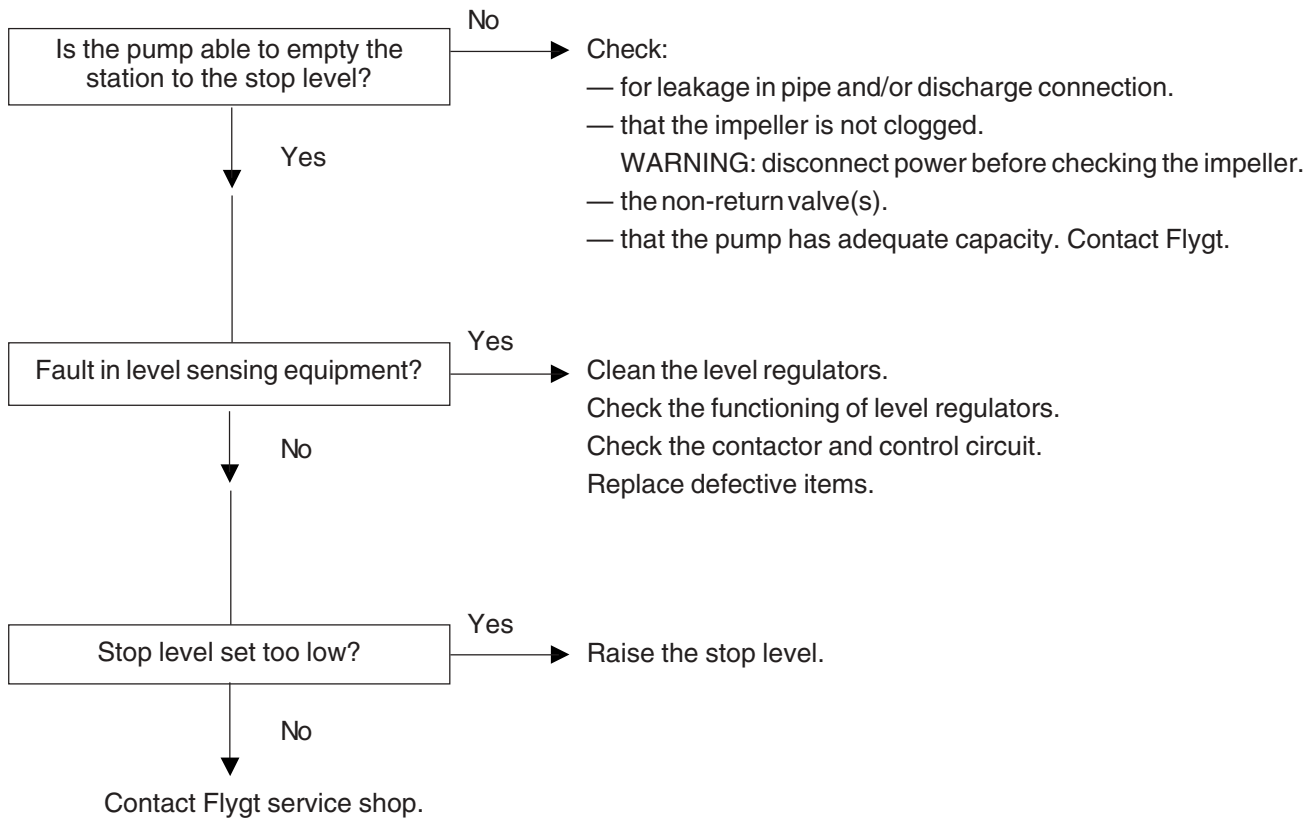 No
Is the pump able to empty the
station to the stop level?
Check:
— for leakage in pipe and/or discharge connection.
— that the impeller is not clogged.
WARNING: disconnect power before checking the impeller.
— the non-return valve(s).
— that the pump has adequate capacity. Contact Flygt.
Yes
Yes
Fault in level sensing equipment?
Clean the level regulators.
Check the functioning of level regulators.
Check the contactor and control circuit.
Replace defective items.
No
Yes
Stop level set too low?
Raise the stop level.
No
Contact Flygt service shop.